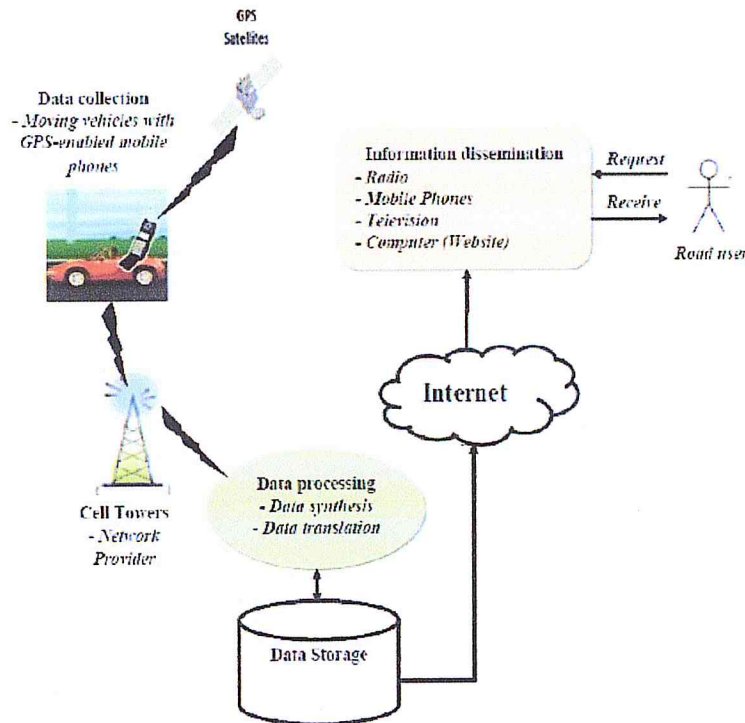 GPS
Satellites
Data collection
- Moving vehicles with
GPS-enabled mobile
phones
Information dissemination
- Radio
- Mobile Phones
- Television
- Computer (Website)
Request
Receive
Road user
Internet
Cell Towers
- Network
Provider
Data processing
- Data synthesis
- Data translation
Data Storage